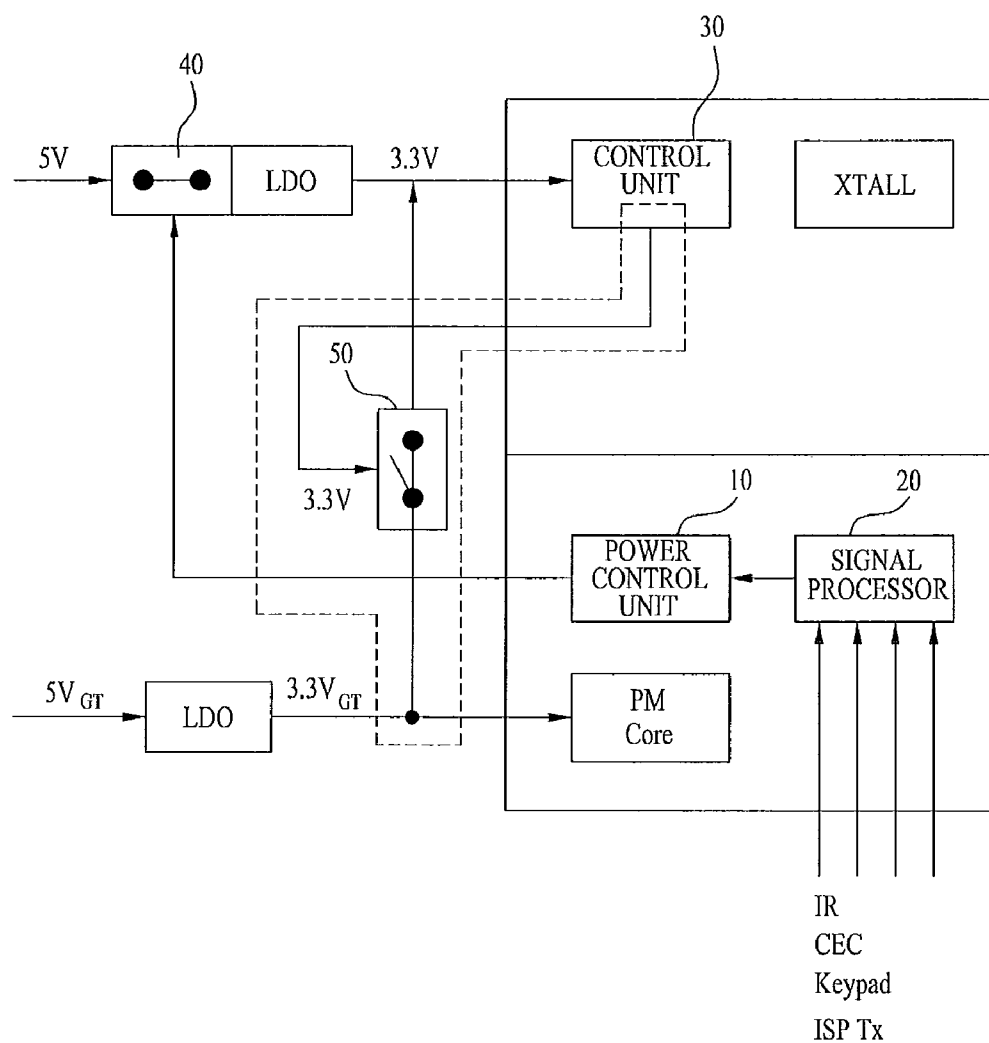 30
40
5V
LDO
3.3V
CONTROL
UNIT
XTALL
50
3.3V
10
20
POWER
CONTROL
UNIT
SIGNAL
PROCESSOR
5V GT
LDO
3.3V GT
PM
Core
IR
CEC
Keypad
ISP Tx